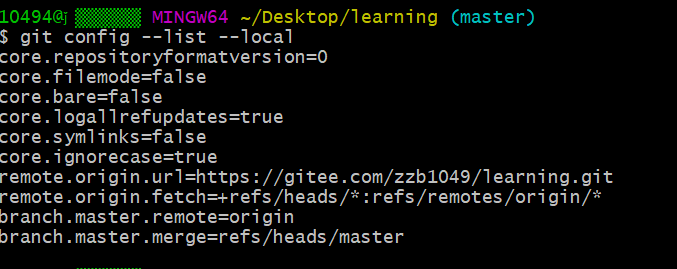 10494@ MINGW64 ~/Desktop/learning (master)
$ git config --list --local
core.repositoryformatversion=0
core.filemode=false
core.bare=false
core.logallrefupdates=true
core.symlinks=false
core.ignorecase=true
remote.origin.url=https://gitee.com/zzb1049/learning.git
remote.origin.fetch=+refs/heads/*:refs/remotes/origin/*
branch.master.remote=origin
branch.master.merge=refs/heads/master